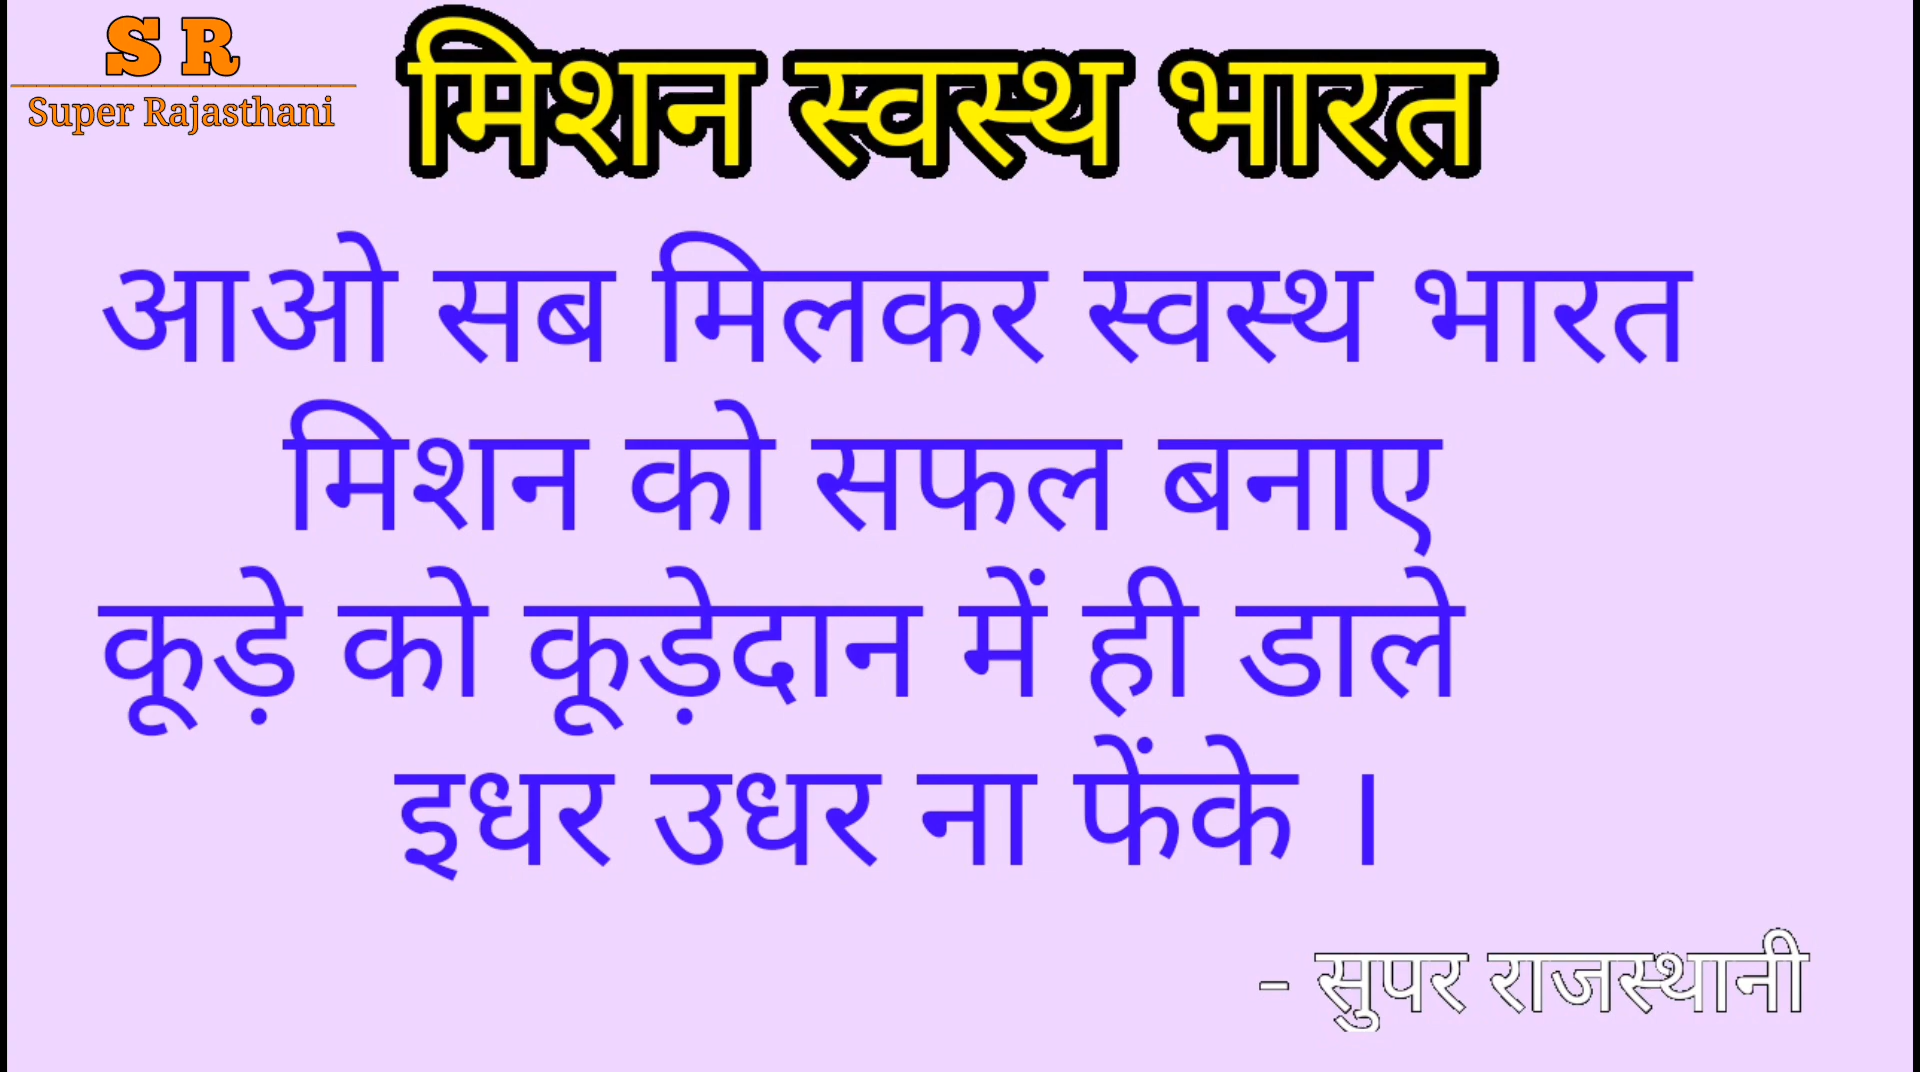 S R
Super Rajasthani
मिशन स्वस्थ भारत
आओ सब मिलकर स्वस्थ भारत
मिशन को सफल बनाए
कूड़े को कूड़ेदान में ही डाले
इधर उधर ना फेंके ।
- सुपर राजस्थानी